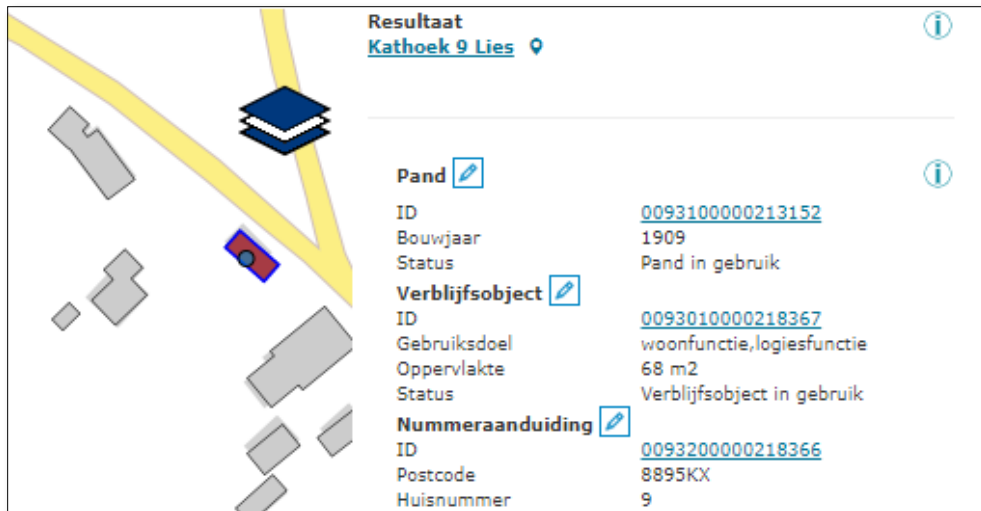 Resultaat
Kathoek 9 Lies
Pand
ID 0093100000213152
Bouwjaar 1909
Status Pand in gebruik
Verblijfsobject
ID 0093010000218367
Gebruiksdoel woonfunctie,logiesfunctie
Oppervlakte 68 m2
Status Verblijfsobject in gebruik
Nummeraanduiding
ID 0093200000218366
Postcode 8895KX
Huisnummer 9